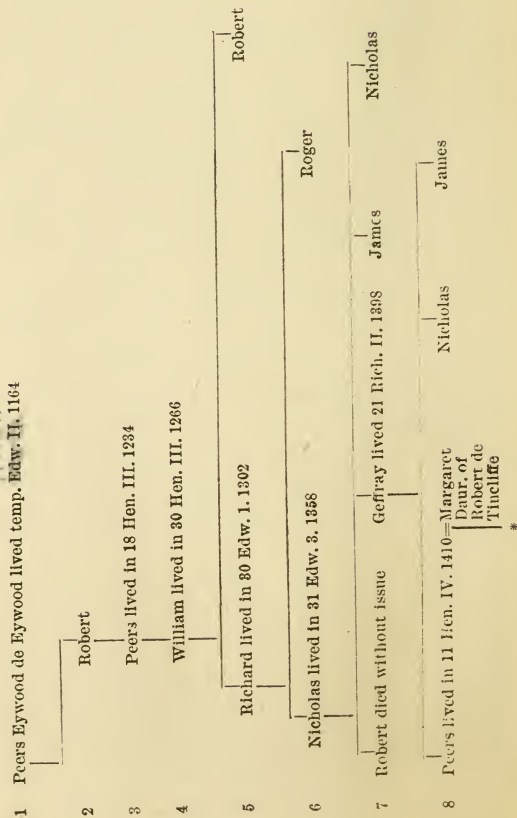 1 Peers Eywood de Eywood lived temp. Edw. II. 1164
2 Robert
3 Peers lived in 18 Hen. III. 1234
4 William lived in 30 Hen. III. 1266
5 Richard lived in 30 Edw. 1. 1302 Robert
6 Nicholas lived in 31 Edw. 3. 1358 Roger
7 Robert died without issue Geffray lived 21 Rich. II. 1398 James Nicholas
8 Peers lived in 11 Hen. IV. 1410=Margaret Nicholas James
Daur. of
Robert de
Tincliffe
*